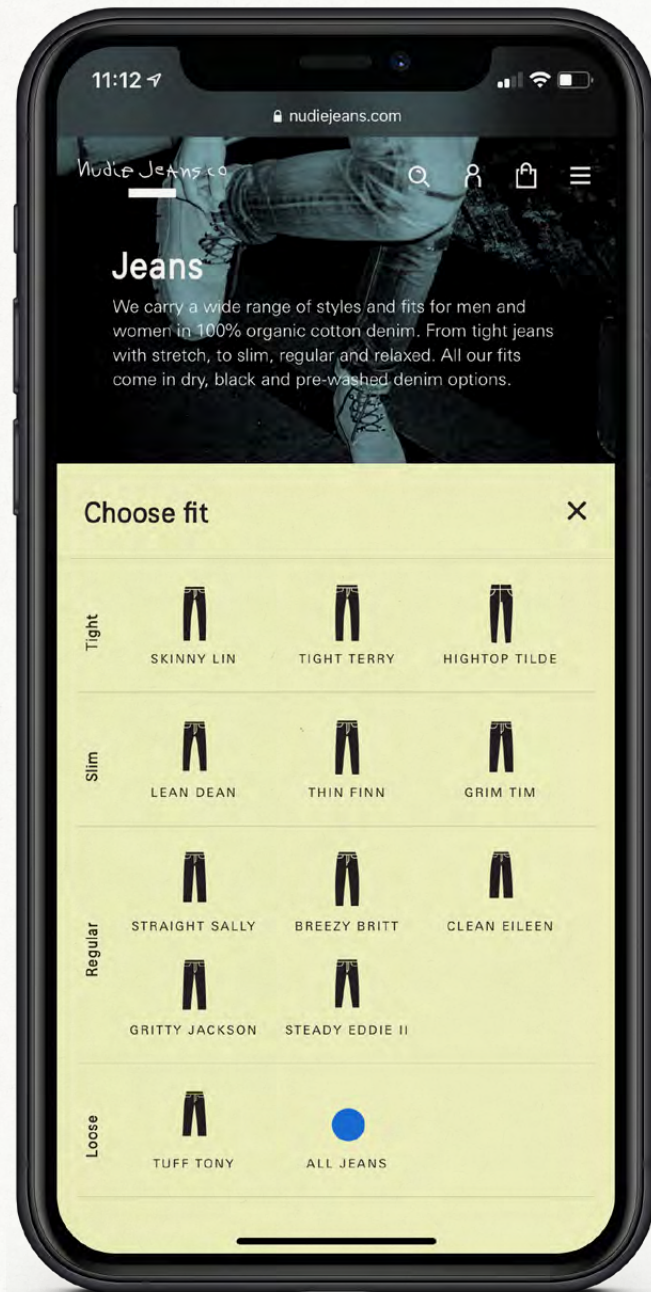 11:12
nudiejeans.com
Nudie Jeans co
Jeans
We carry a wide range of styles and fits for men and
women in 100% organic cotton denim. From tight jeans
with stretch, to slim, regular and relaxed. All our fits
come in dry, black and pre-washed denim options.
Choose fit
Tight
SKINNY LIN TIGHT TERRY HIGHTOP TILDE
Slim
LEAN DEAN THIN FINN GRIM TIM
Regular
STRAIGHT SALLY BREEZY BRITT CLEAN EILEEN
GRITTY JACKSON STEADY EDDIE II
Loose
TUFF TONY ALL JEANS